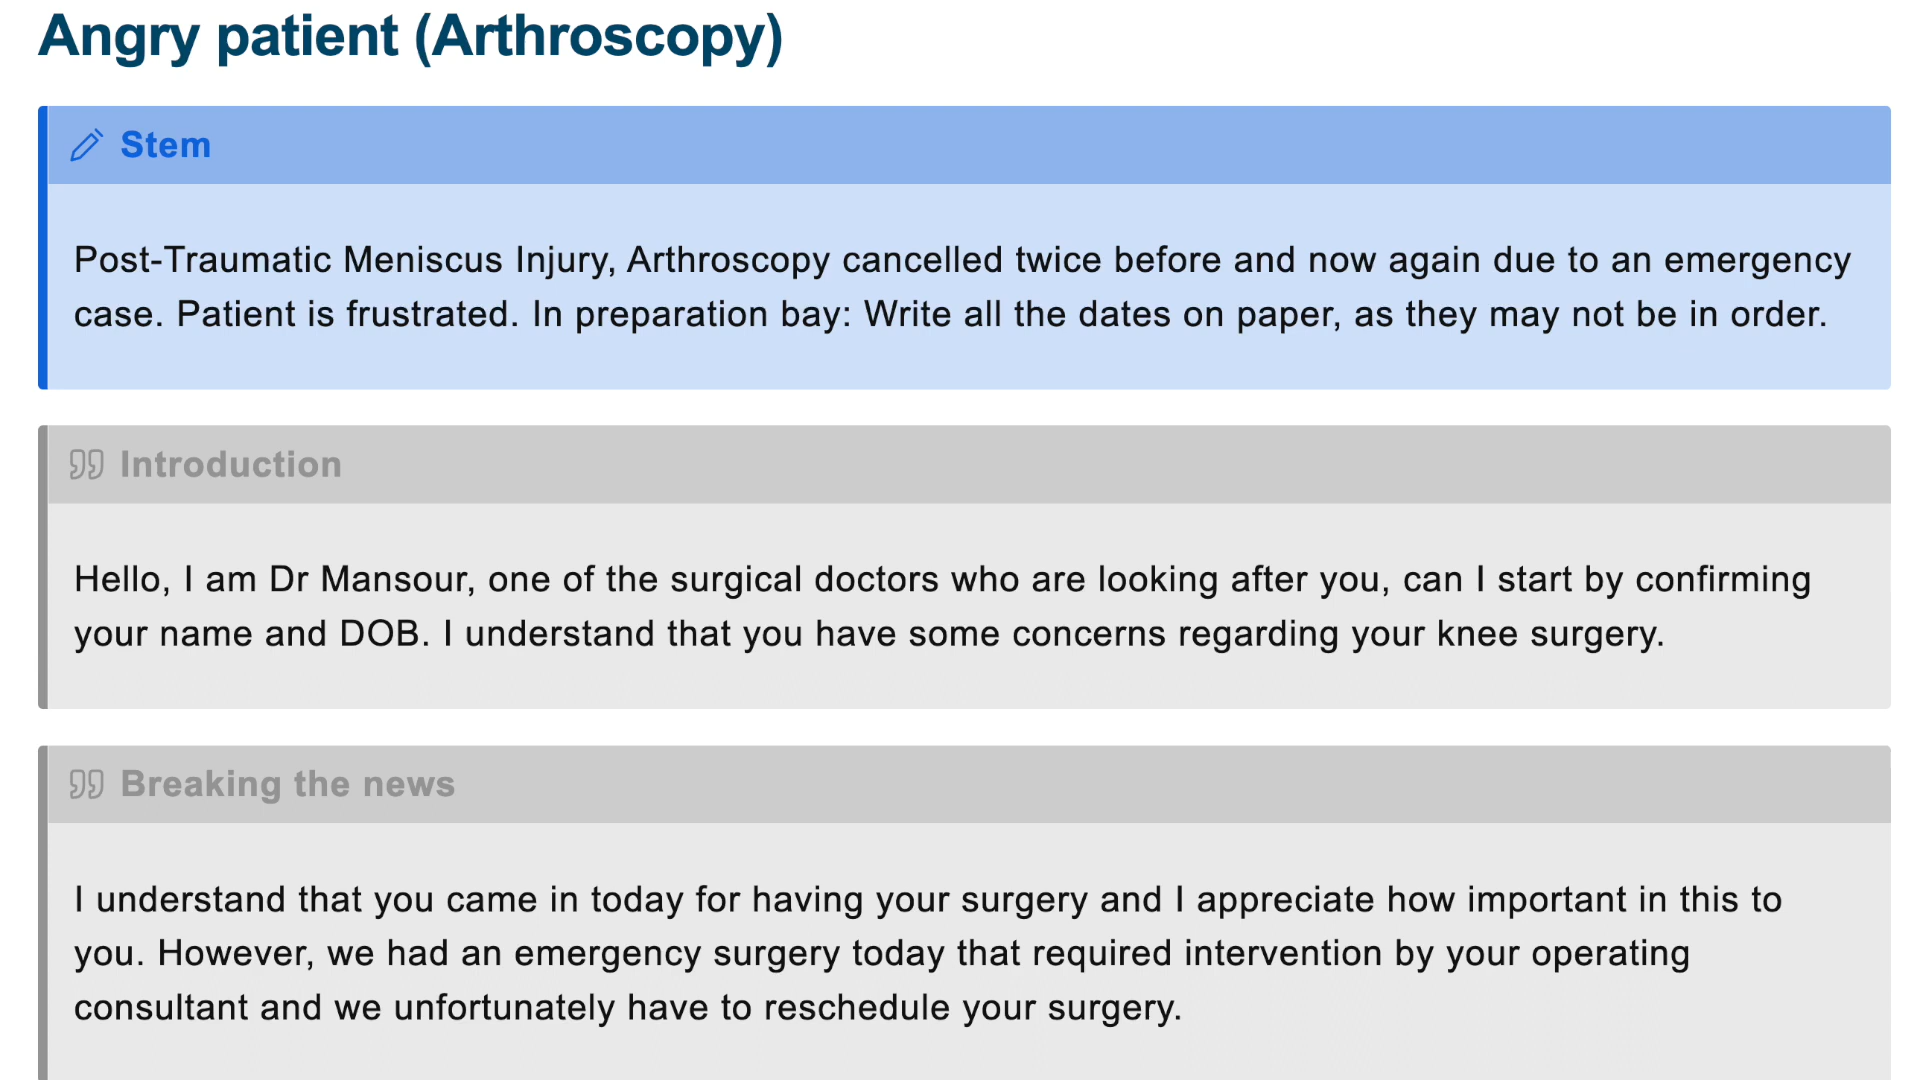 Angry patient (Arthroscopy)
Stem
Post-Traumatic Meniscus Injury, Arthroscopy cancelled twice before and now again due to an emergency
case. Patient is frustrated. In preparation bay: Write all the dates on paper, as they may not be in order.
Introduction
Hello, I am Dr Mansour, one of the surgical doctors who are looking after you, can I start by confirming
your name and DOB. I understand that you have some concerns regarding your knee surgery.
Breaking the news
I understand that you came in today for having your surgery and I appreciate how important in this to
you. However, we had an emergency surgery today that required intervention by your operating
consultant and we unfortunately have to reschedule your surgery.